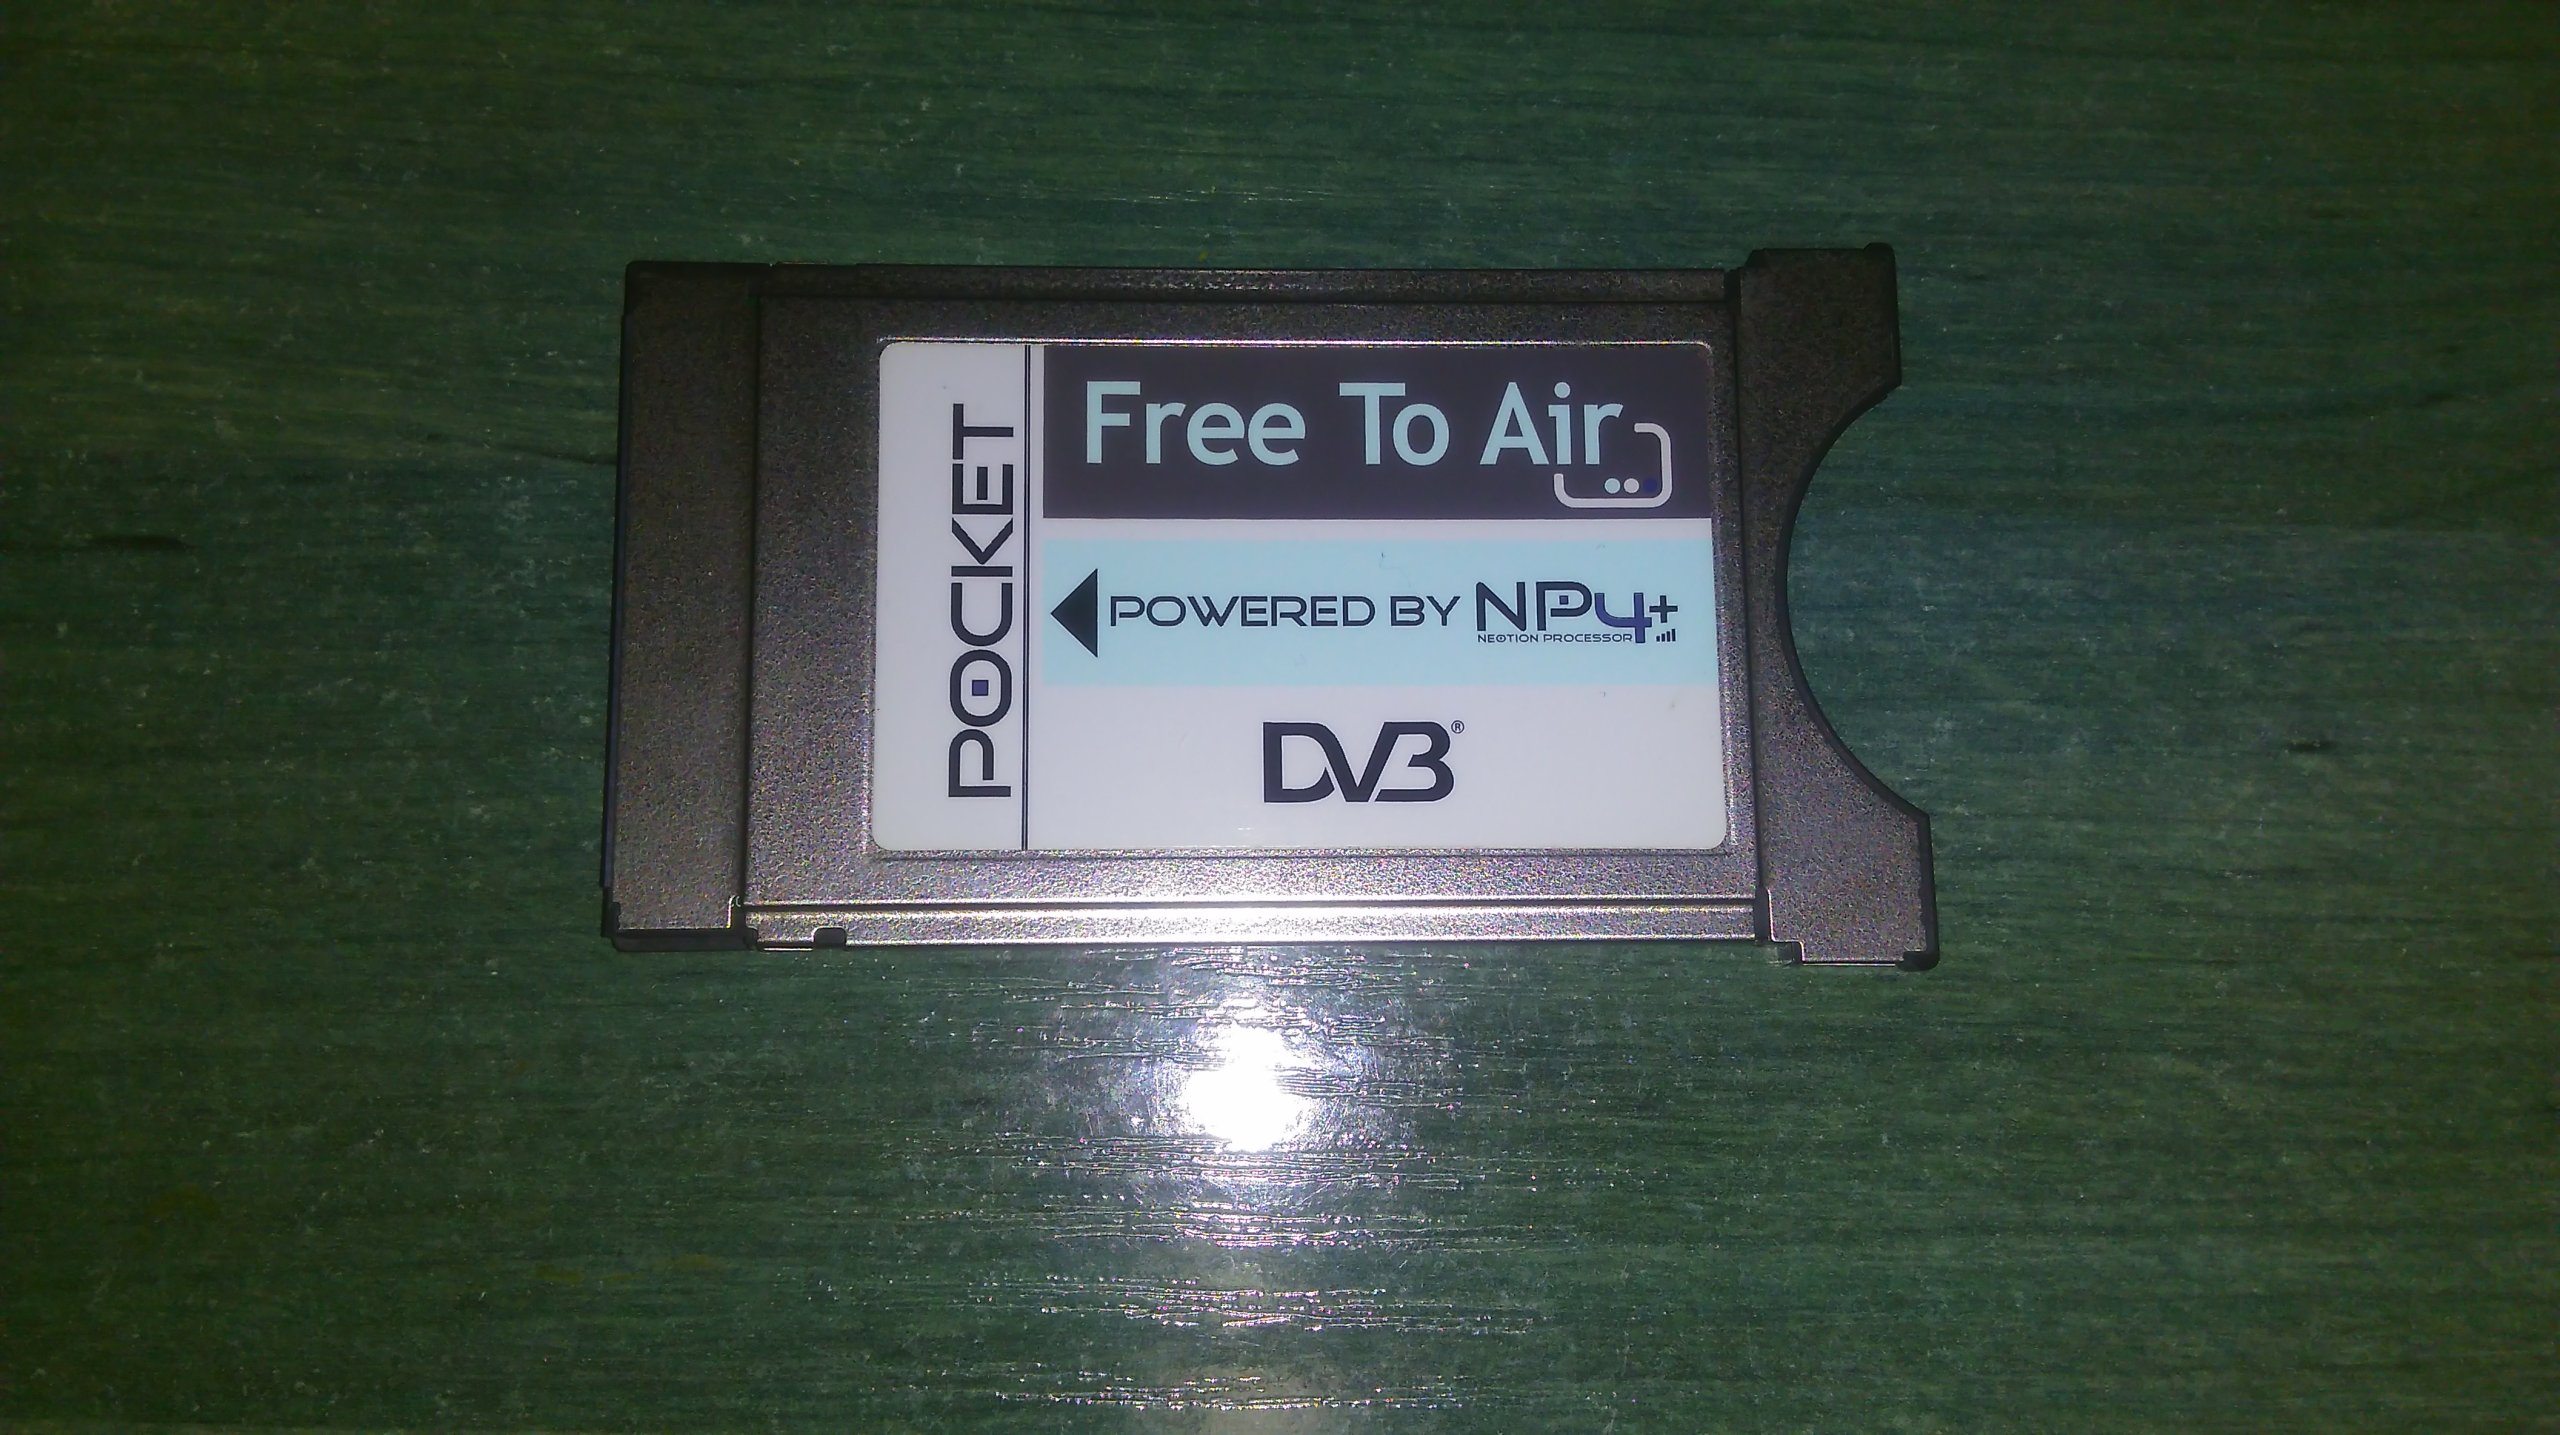 POCKET
Free To Air
POWERED BY NP4+
NEOTION PROCESSOR
DVB®